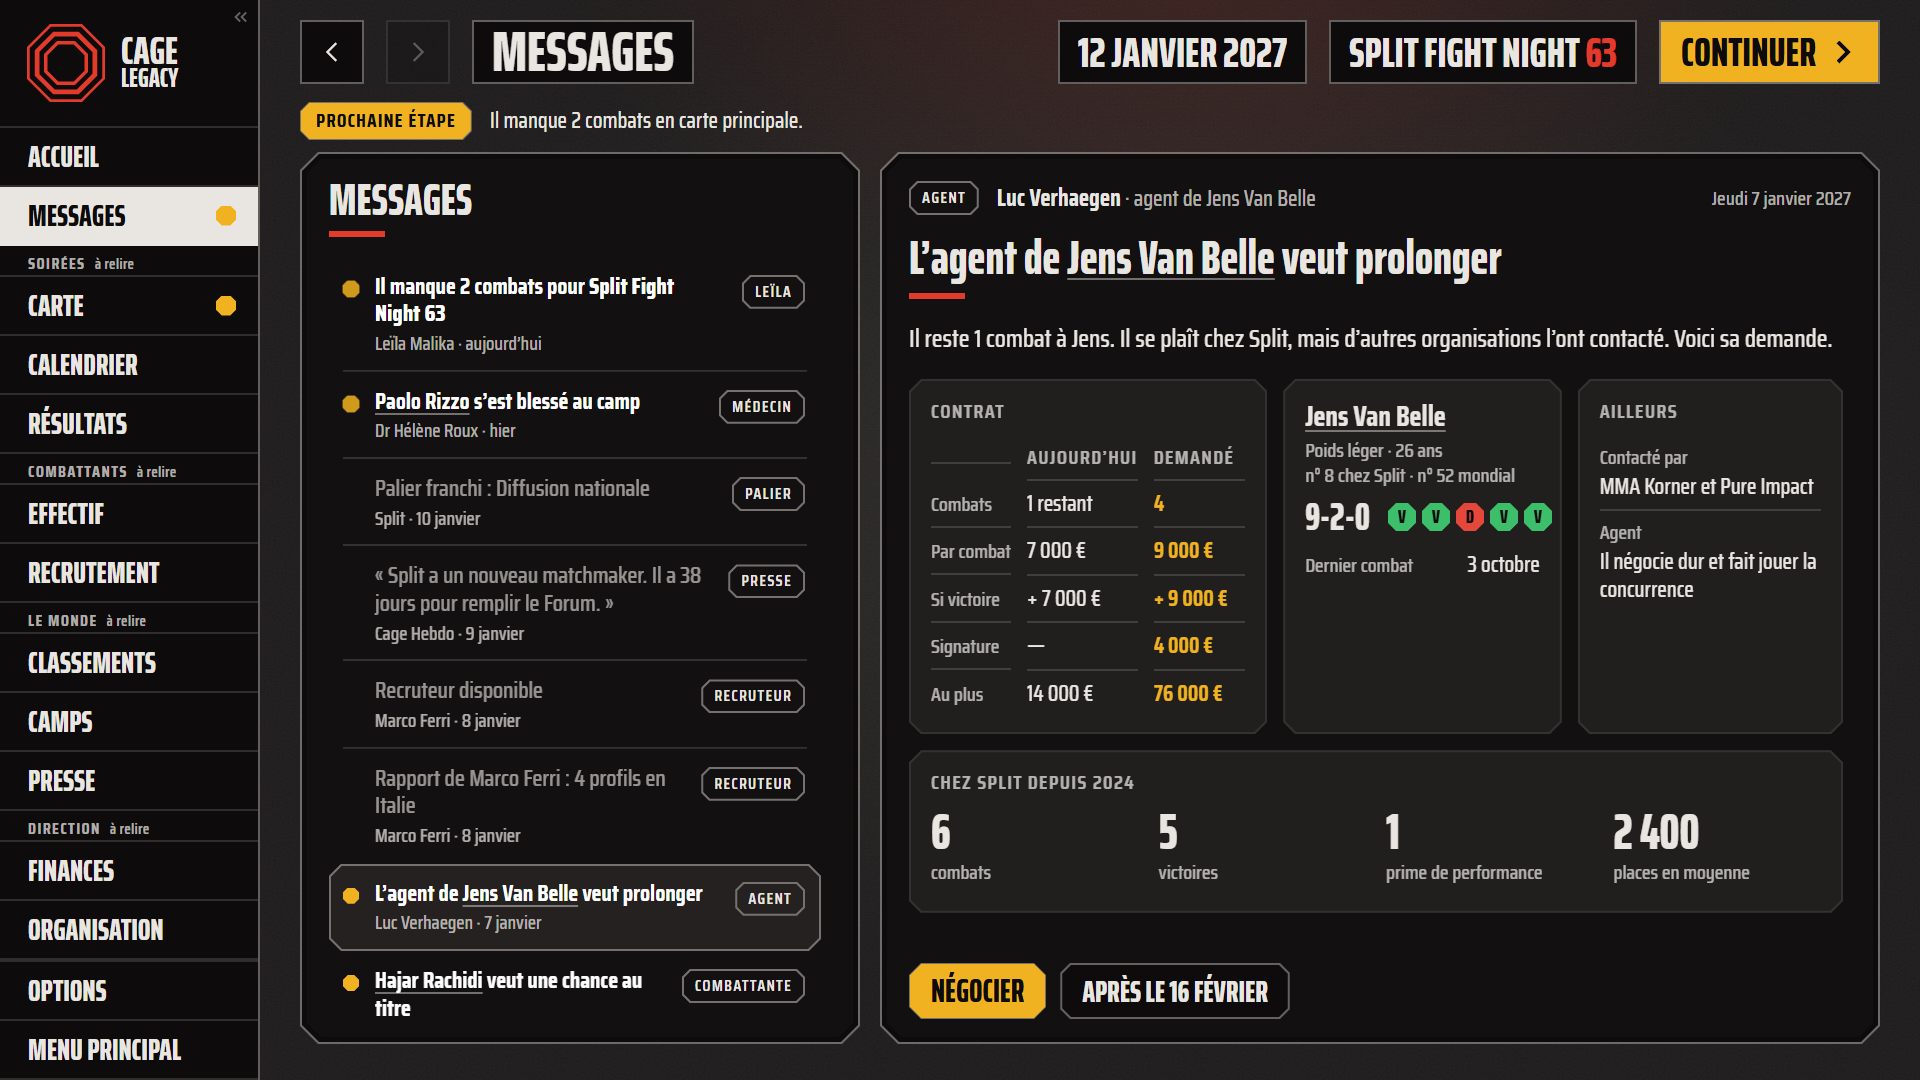 CAGE
LEGACY
«
ACCUEIL
MESSAGES
SOIRÉES à relire
CARTE
CALENDRIER
RÉSULTATS
COMBATTANTS à relire
EFFECTIF
RECRUTEMENT
LE MONDE à relire
CLASSEMENTS
CAMPS
PRESSE
DIRECTION à relire
FINANCES
ORGANISATION
OPTIONS
MENU PRINCIPAL
MESSAGES
12 JANVIER 2027
SPLIT FIGHT NIGHT 63
CONTINUER
PROCHAINE ÉTAPE Il manque 2 combats en carte principale.
MESSAGES
Il manque 2 combats pour Split Fight
Night 63
LEÏLA
Leïla Malika · aujourd’hui
Paolo Rizzo s’est blessé au camp
MÉDECIN
Dr Hélène Roux · hier
Palier franchi : Diffusion nationale
PALIER
Split · 10 janvier
« Split a un nouveau matchmaker. Il a 38
jours pour remplir le Forum. »
PRESSE
Cage Hebdo · 9 janvier
Recruteur disponible
RECRUTEUR
Marco Ferri · 8 janvier
Rapport de Marco Ferri : 4 profils en
Italie
RECRUTEUR
Marco Ferri · 8 janvier
L’agent de Jens Van Belle veut prolonger
AGENT
Luc Verhaegen · 7 janvier
Hajar Rachidi veut une chance au
titre
COMBATTANTE
AGENT Luc Verhaegen · agent de Jens Van Belle
Jeudi 7 janvier 2027
L’agent de Jens Van Belle veut prolonger
Il reste 1 combat à Jens. Il se plaît chez Split, mais d’autres organisations l’ont contacté. Voici sa demande.
CONTRAT
AUJOURD’HUI DEMANDÉ
Combats 1 restant 4
Par combat 7 000 € 9 000 €
Si victoire + 7 000 € + 9 000 €
Signature — 4 000 €
Au plus 14 000 € 76 000 €
Jens Van Belle
Poids léger · 26 ans
n° 8 chez Split · n° 52 mondial
9-2-0 V V D V V
Dernier combat 3 octobre
AILLEURS
Contacté par
MMA Korner et Pure Impact
Agent
Il négocie dur et fait jouer la
concurrence
CHEZ SPLIT DEPUIS 2024
6
combats
5
victoires
1
prime de performance
2 400
places en moyenne
NÉGOCIER
APRÈS LE 16 FÉVRIER